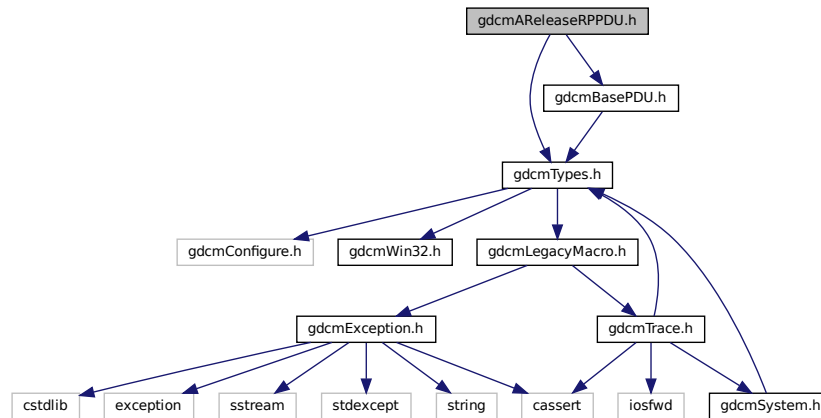 gdcmAReleaseRPPDU.h
gdcmBasePDU.h
gdcmTypes.h
gdcmConfigure.h
gdcmWin32.h
gdcmLegacyMacro.h
gdcmException.h
gdcmTrace.h
cstdlib
exception
sstream
stdexcept
string
cassert
iosfwd
gdcmSystem.h